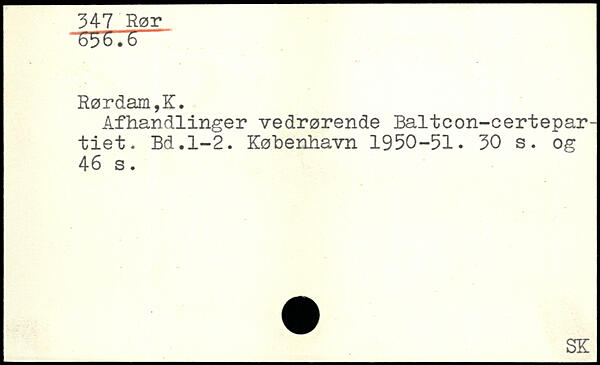 347 Rør
656.6
Rørdam,K.
Afhandlinger vedrørende Baltcon-certepar-
tiet. Bd.1-2. København 1950-51. 30 s. og
46 s.
SK